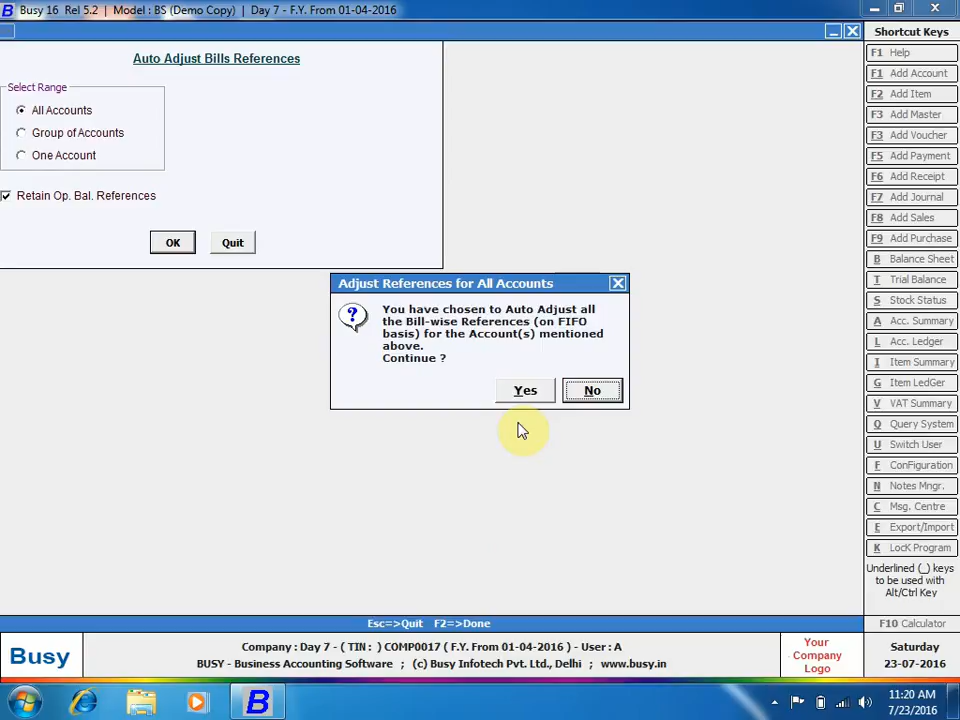 B Busy 16 Rel 5.2 | Model : BS (Demo Copy) | Day 7 - F.Y. From 01-04-2016
Shortcut Keys
Auto Adjust Bills References
Select Range
All Accounts
Group of Accounts
One Account
Retain Op. Bal. References
OK Quit
Adjust References for All Accounts
?
You have chosen to Auto Adjust all
the Bill-wise References (on FIFO
basis) for the Account(s) mentioned
above.
Continue ?
Yes No
F1 Help
F1 Add Account
F2 Add Item
F3 Add Master
F3 Add Voucher
F5 Add Payment
F6 Add Receipt
F7 Add Journal
F8 Add Sales
F9 Add Purchase
B Balance Sheet
T Trial Balance
S Stock Status
A Acc. Summary
L Acc. Ledger
I Item Summary
G Item LedGer
V VAT Summary
Q Query System
U Switch User
F ConFiguration
N Notes Mngr.
C Msg. Centre
E Export/Import
K LocK Program
Underlined (_) keys
to be used with
Alt/Ctrl Key
F10 Calculator
Esc=>Quit F2=>Done
Busy
Company : Day 7 - ( TIN : ) COMP0017 ( F.Y. From 01-04-2016 ) - User : A
BUSY - Business Accounting Software ; (c) Busy Infotech Pvt. Ltd., Delhi ; www.busy.in
Your
Company
Logo
Saturday
23-07-2016
B
11:20 AM
7/23/2016